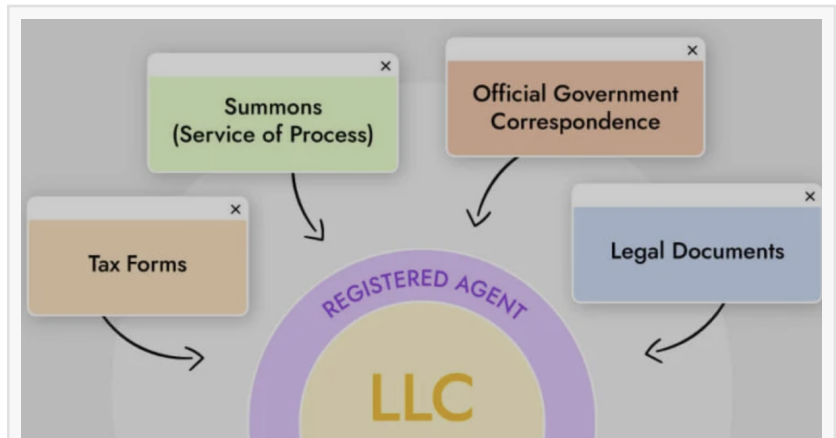 Summons
(Service of Process)
Official Government
Correspondence
Tax Forms
Legal Documents
REGISTERED AGENT
LLC